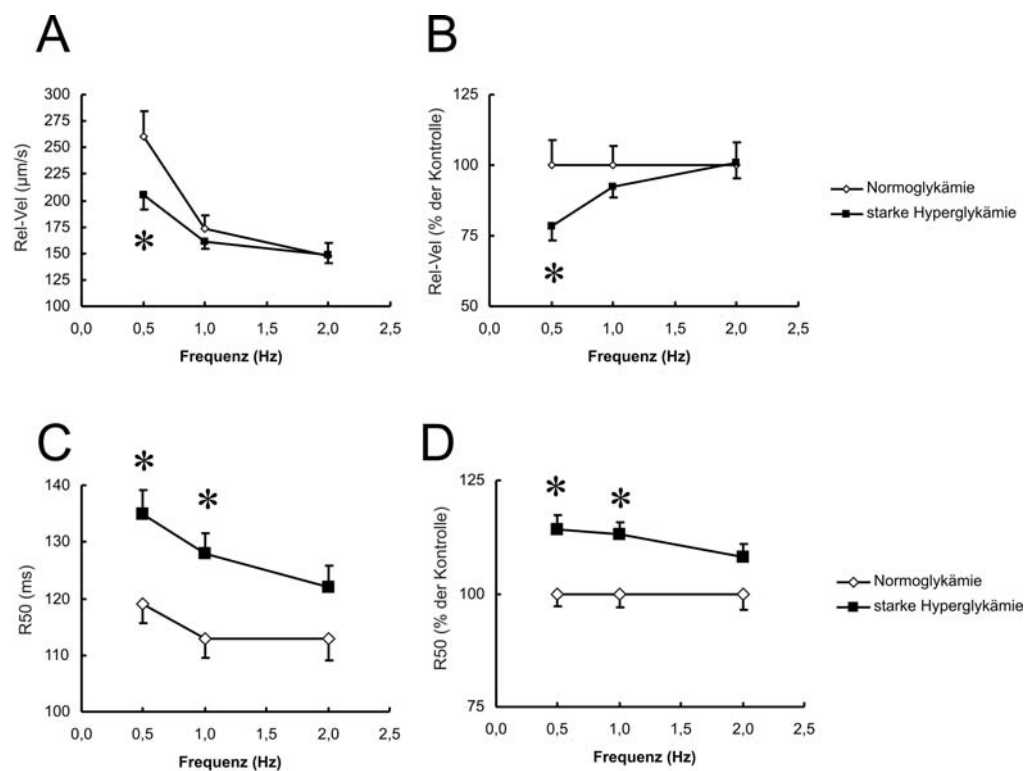 A
Rel-Vel (µm/s)
300
275
250
225
200
175
150
125
100
*
0,0 0,5 1,0 1,5 2,0 2,5
Frequenz (Hz)
B
Rel-Vel (% der Kontrolle)
125
100
75
50
*
0,0 0,5 1,0 1,5 2,0 2,5
Frequenz (Hz)
Normoglykämie
starke Hyperglykämie
C
R50 (ms)
140
130
120
110
100
* *
0,0 0,5 1,0 1,5 2,0 2,5
Frequenz (Hz)
D
R50 (% der Kontrolle)
125
100
75
* *
0,0 0,5 1,0 1,5 2,0 2,5
Frequenz (Hz)
Normoglykämie
starke Hyperglykämie